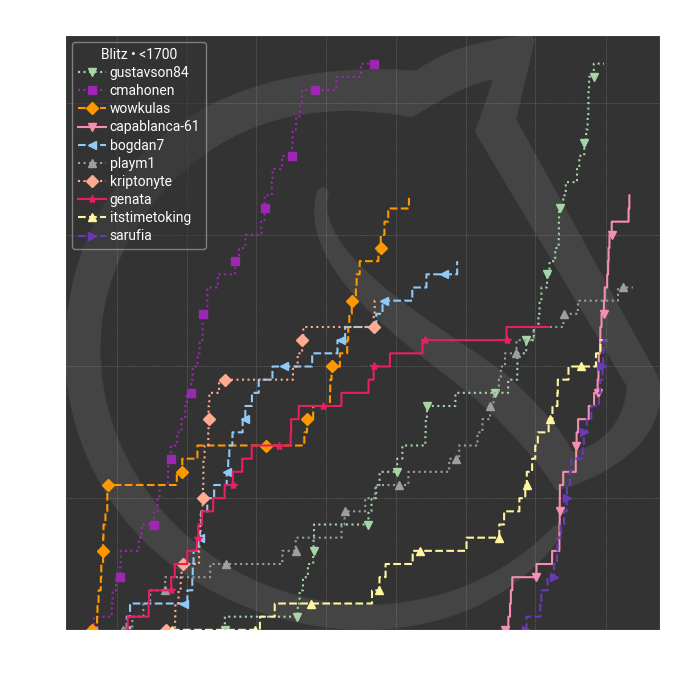 Blitz • <1700
gustavson84
cmahonen
wowkulas
capablanca-61
bogdan7
playm1
kriptonyte
genata
itstimetoking
sarufia